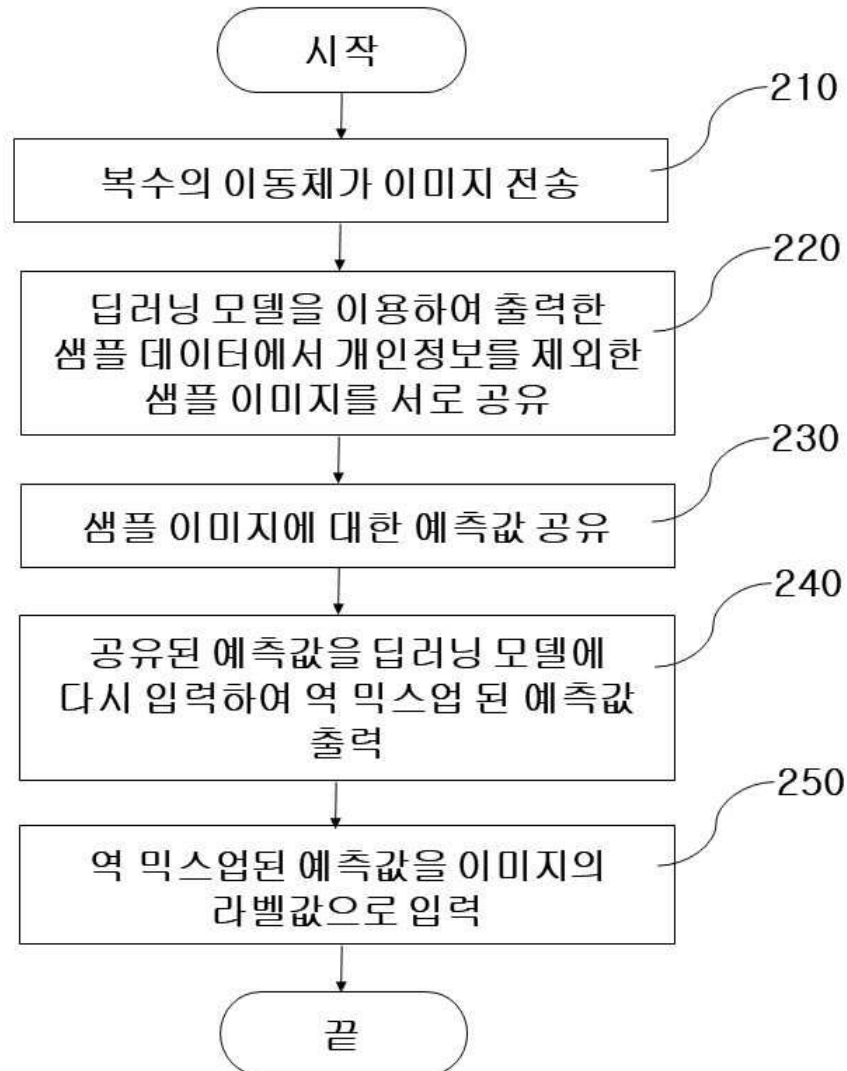 시작
210
복수의 이동체가 이미지 전송
220
딥러닝 모델을 이용하여 출력한
샘플 데이터에서 개인정보를 제외한
샘플 이미지를 서로 공유
230
샘플 이미지에 대한 예측값 공유
240
공유된 예측값을 딥러닝 모델에
다시 입력하여 역 믹스업 된 예측값
출력
250
역 믹스업된 예측값을 이미지의
라벨값으로 입력
끝